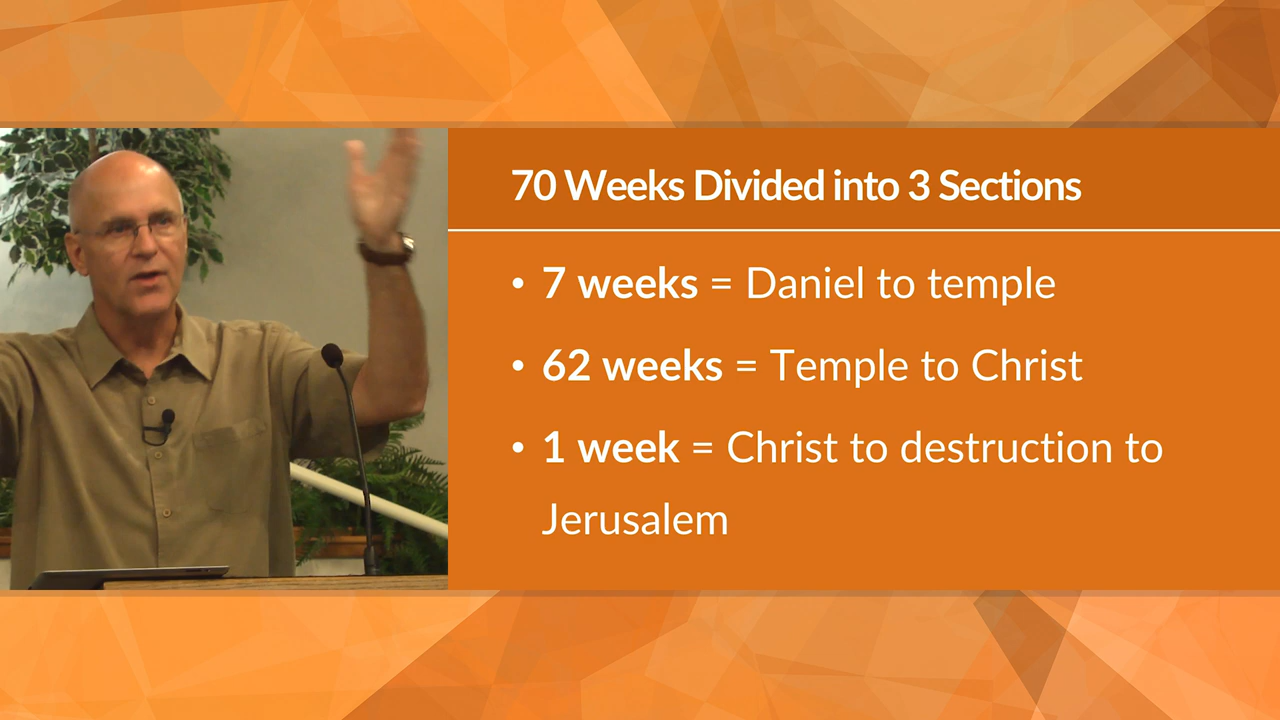 70 Weeks Divided into 3 Sections
• 7 weeks = Daniel to temple
• 62 weeks = Temple to Christ
• 1 week = Christ to destruction to
Jerusalem